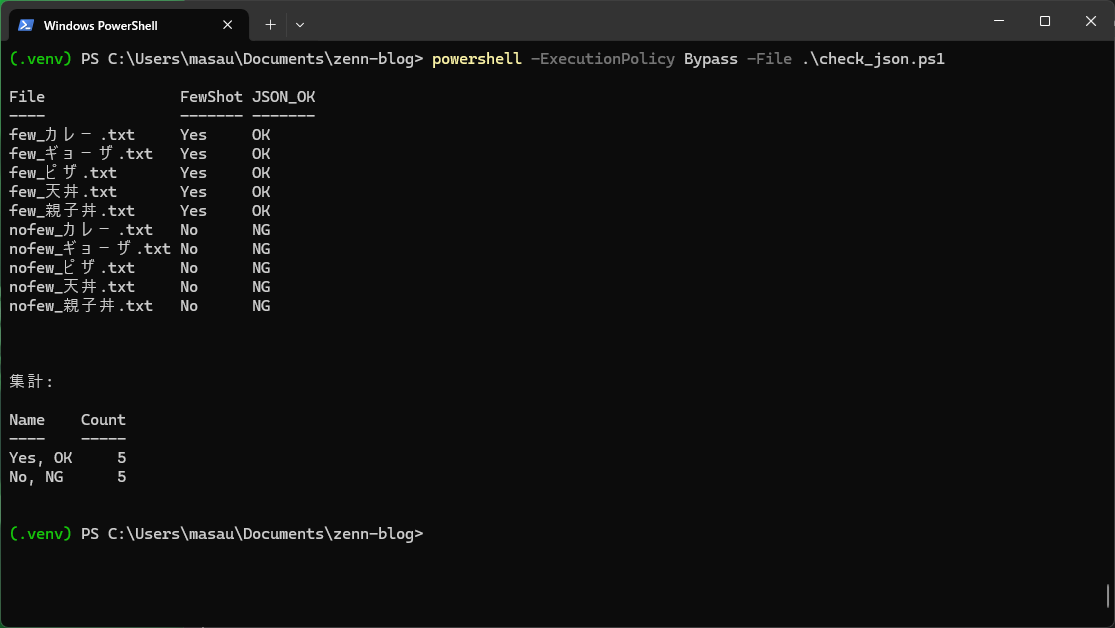 Windows PowerShell
(.venv) PS C:\Users\masau\Documents\zenn-blog> powershell -ExecutionPolicy Bypass -File .\check_json.ps1
File FewShot JSON_OK
---- ------- -------
few_カレー.txt Yes OK
few_ギョーザ.txt Yes OK
few_ピザ.txt Yes OK
few_天丼.txt Yes OK
few_親子丼.txt Yes OK
nofew_カレー.txt No NG
nofew_ギョーザ.txt No NG
nofew_ピザ.txt No NG
nofew_天丼.txt No NG
nofew_親子丼.txt No NG
集計:
Name Count
---- -----
Yes, OK 5
No, NG 5
(.venv) PS C:\Users\masau\Documents\zenn-blog>